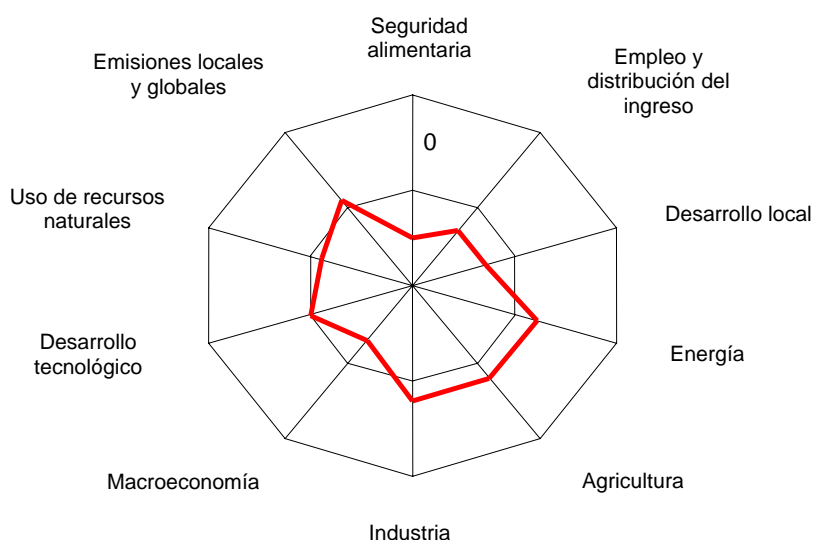 Seguridad
alimentaria
Empleo y
distribución del
ingreso
Desarrollo local
Energía
Agricultura
Industria
Macroeconomía
Desarrollo
tecnológico
Uso de recursos
naturales
Emisiones locales
y globales
0